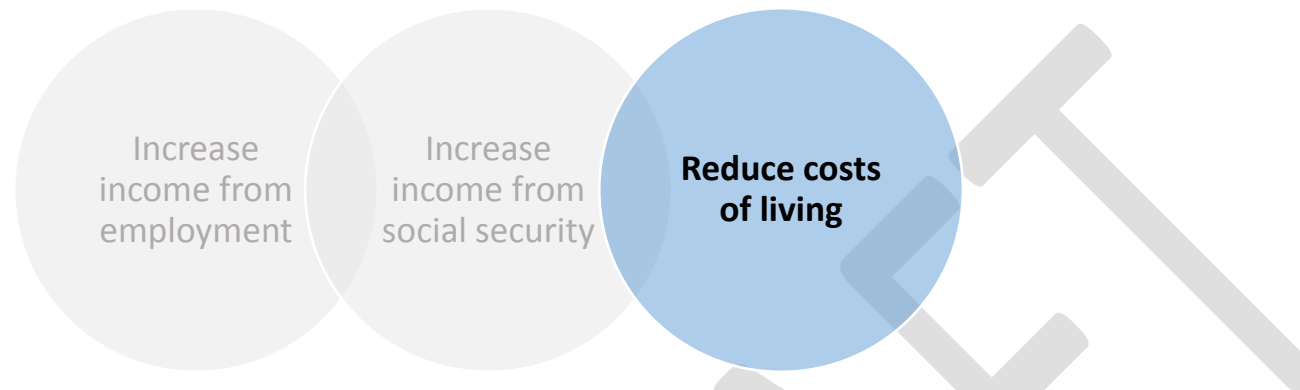 Increase
income from
employment
Increase
income from
social security
Reduce costs
of living